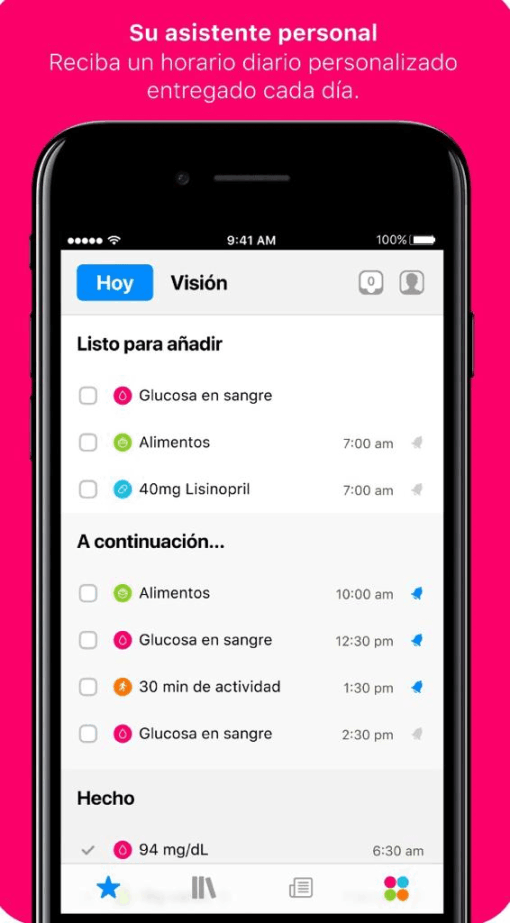 Su asistente personal
Reciba un horario diario personalizado
entregado cada día.
9:41 AM
100%
Hoy
Visión
0
Listo para añadir
Glucosa en sangre
Alimentos 7:00 am
40mg Lisinopril 7:00 am
A continuación...
Alimentos 10:00 am
Glucosa en sangre 12:30 pm
30 min de actividad 1:30 pm
Glucosa en sangre 2:30 pm
Hecho
94 mg/dL 6:30 am